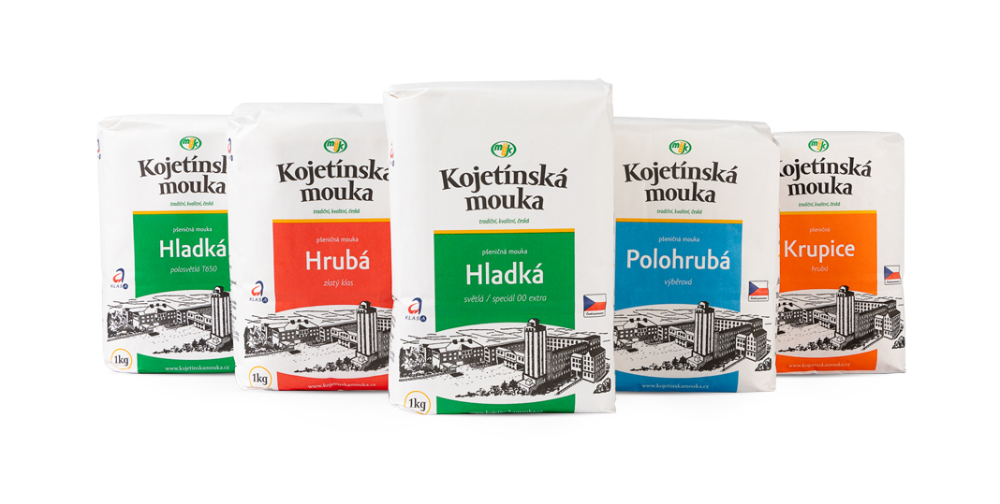 mjk
Kojetínsk
mouka
tradiční, kvalitní, česká
pšeničná mouka
Hladká
polosvětlá T650
KLASA
1kg
www.kojetinskamouka.cz
mjk
Kojetínská
mouka
tradiční, kvalitní, česká
pšeničná mouka
Hrubá
zlatý klas
KLASA
1kg
www.kojetinskamouka.cz
mjk
Kojetínská
mouka
tradiční, kvalitní, česká
pšeničná mouka
Hladká
světlá / speciál 00 extra
KLASA
1kg
www.kojetinskamouka.cz
mjk
Kojetínská
mouka
tradiční, kvalitní, česká
pšeničná mouka
Polohrubá
výběrová
www.kojetinskamouka.cz
mjk
Kojetínská
mouka
tradiční, kvalitní, česká
pšeničná
Krupice
hrubá
www.kojetinskamouka.cz